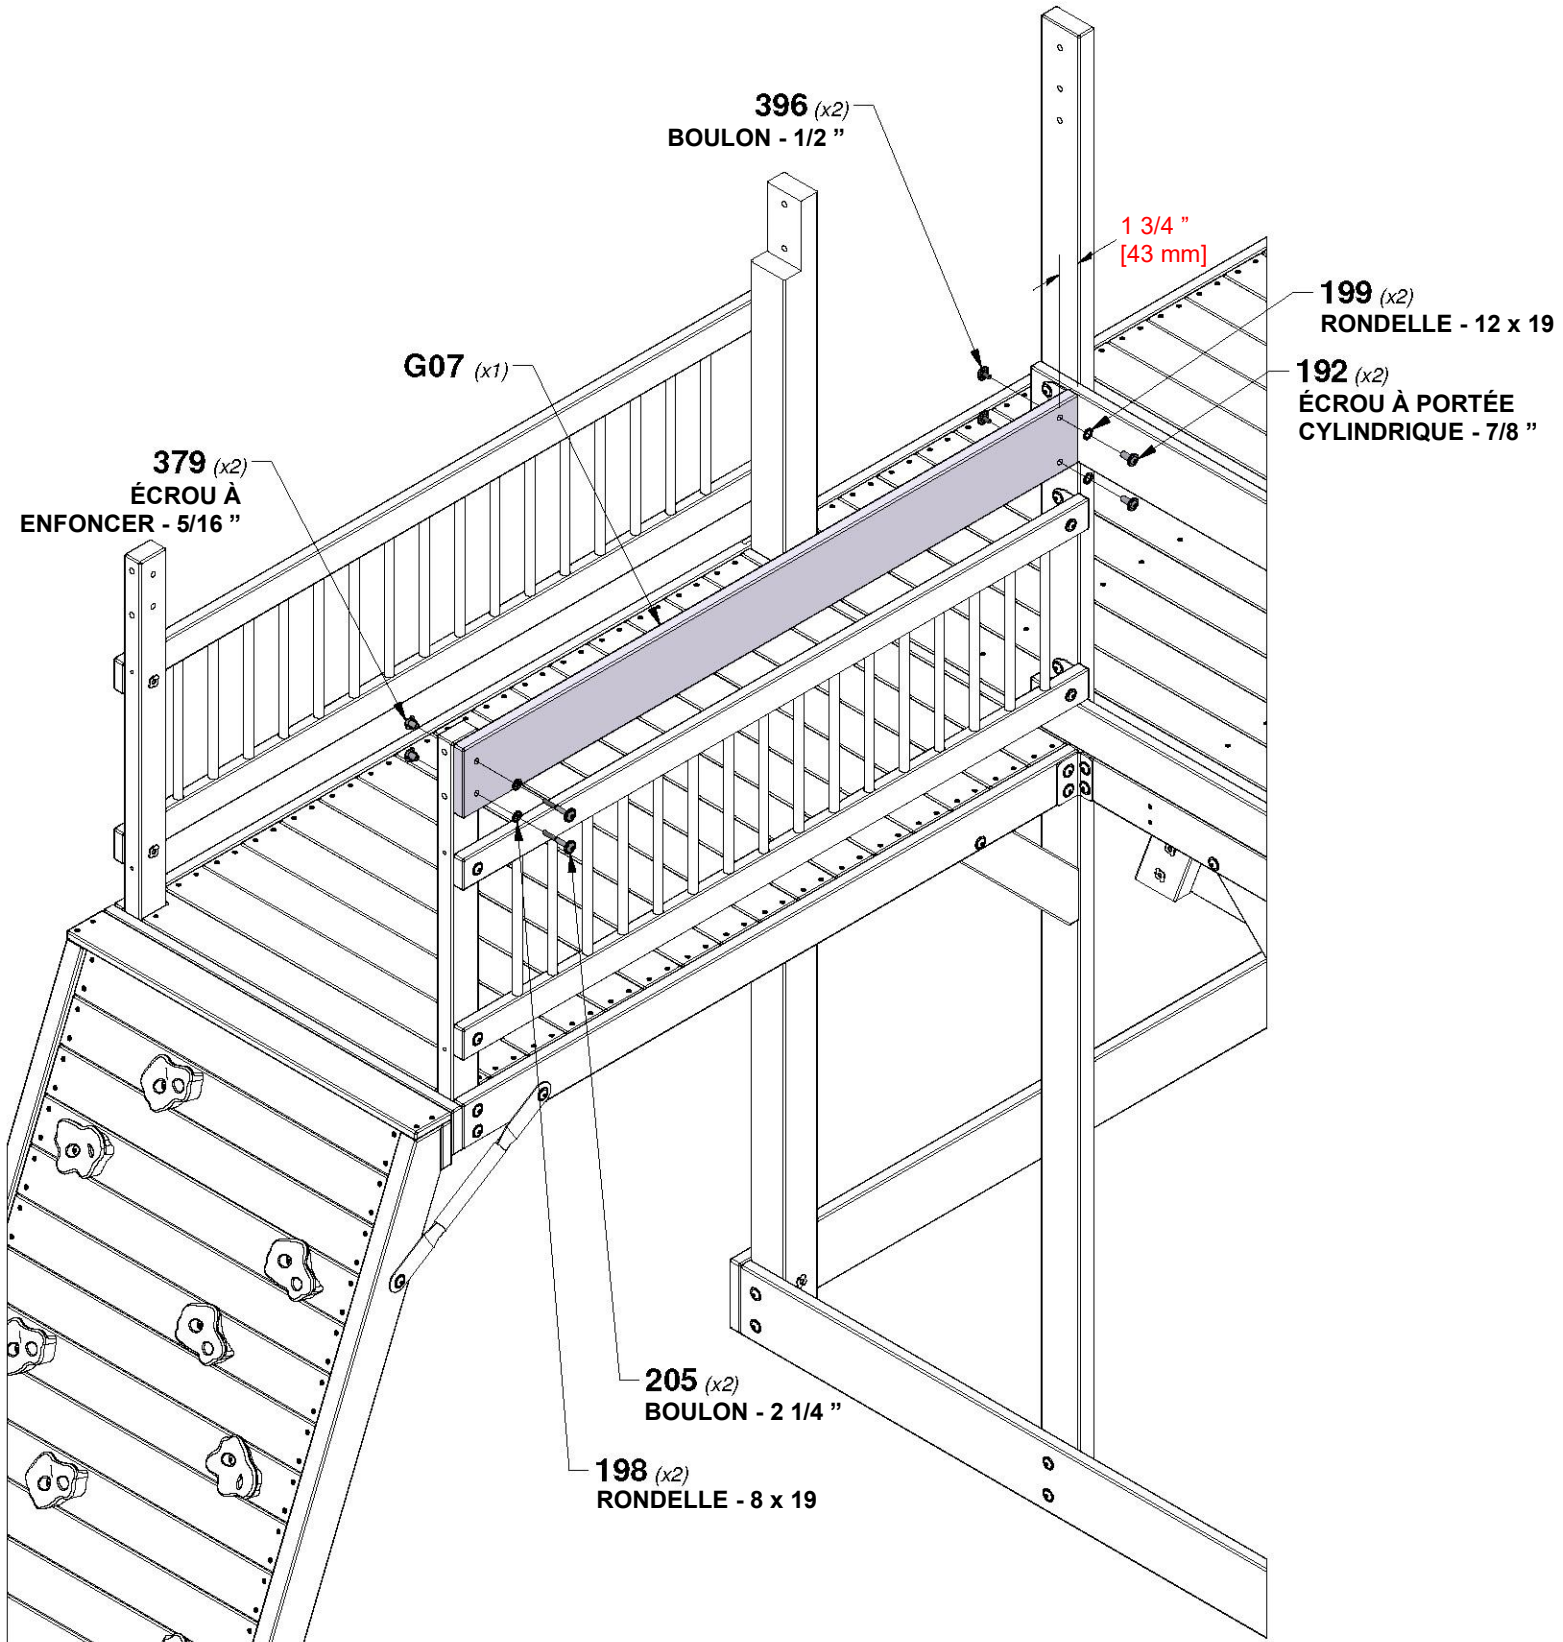 396 (x2)
BOULON - 1/2 ”
1 3/4 ”
[43 mm]
199 (x2)
RONDELLE - 12 x 19
G07 (x1)
192 (x2)
ÉCROU À PORTÉE
CYLINDRIQUE - 7/8 ”
379 (x2)
ÉCROU À
ENFONCER - 5/16 ”
205 (x2)
BOULON - 2 1/4 ”
198 (x2)
RONDELLE - 8 x 19